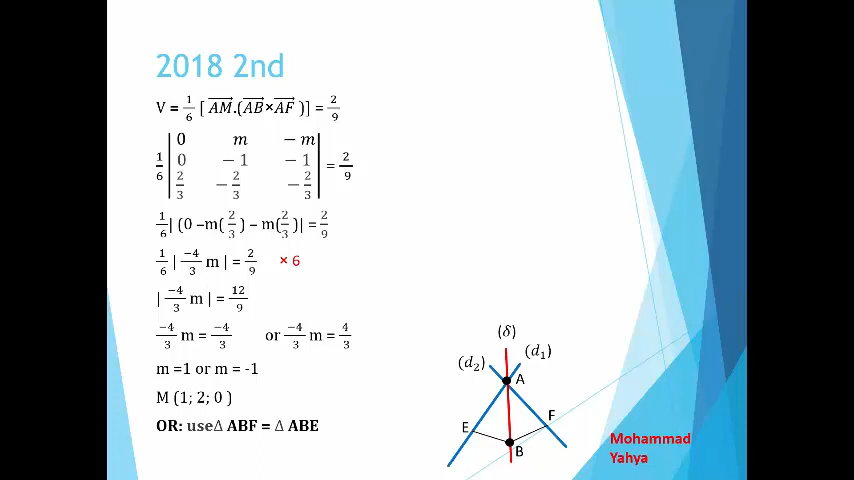 2018 2nd
V = 1/6 [ AM.(AB×AF )] = 2/9
1/6 | 0 m −m | 0 −1 −1 | 2/3 −2/3 −2/3 | = 2/9
1/6 | (0 –m(2/3) – m(2/3)| = 2/9
1/6 | −4/3 m | = 2/9 × 6
| −4/3 m | = 12/9
−4/3 m = −4/3 or −4/3 m = 4/3
m =1 or m = -1
M (1; 2; 0 )
OR: use∆ ABF = ∆ ABE
(δ)
(d₂) (d₁)
A
E F
B
Mohammad
Yahya